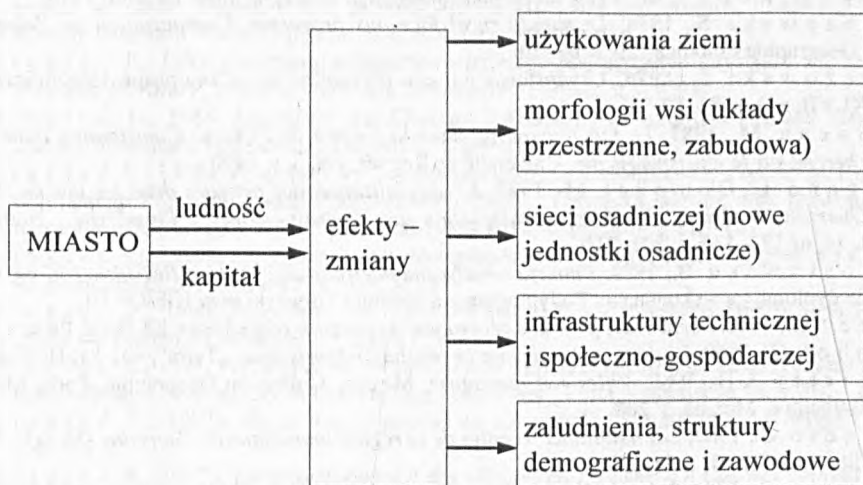 ludność
MIASTO
kapitał
efekty –
zmiany
użytkowania ziemi
morfologii wsi (układy
przestrzenne, zabudowa)
sieci osadniczej (nowe
jednostki osadnicze)
infrastruktury technicznej
i społeczno-gospodarczej
zaludnienia, struktury
demograficzne i zawodowe